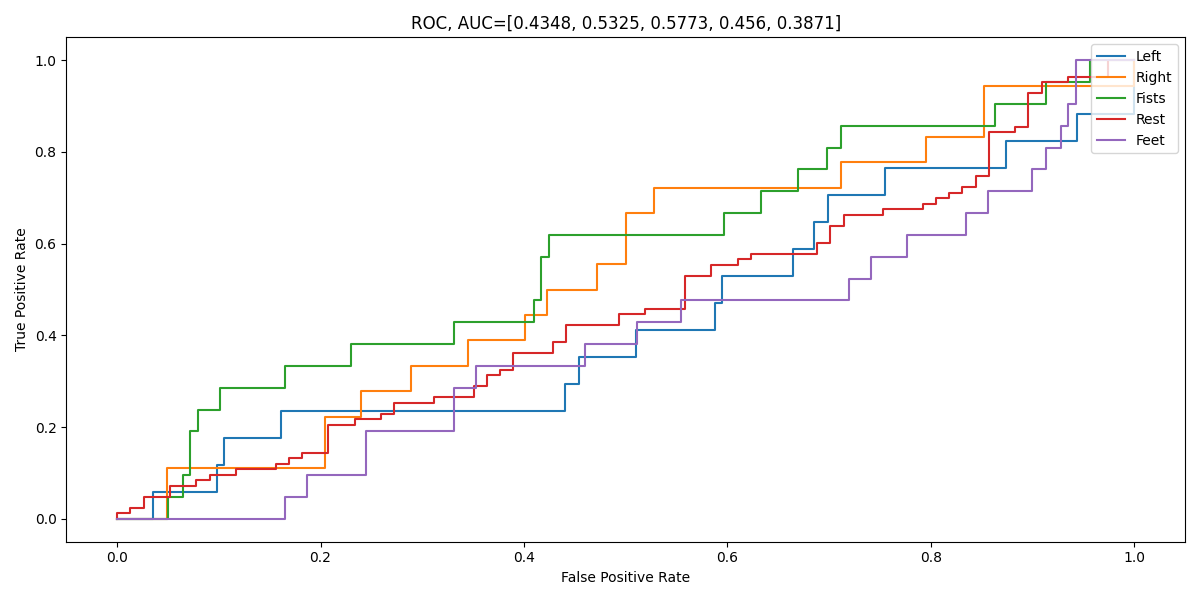 ROC, AUC=[0.4348, 0.5325, 0.5773, 0.456, 0.3871]
True Positive Rate
1.0
0.8
0.6
0.4
0.2
0.0
Left
Right
Fists
Rest
Feet
0.0 0.2 0.4 0.6 0.8 1.0
False Positive Rate